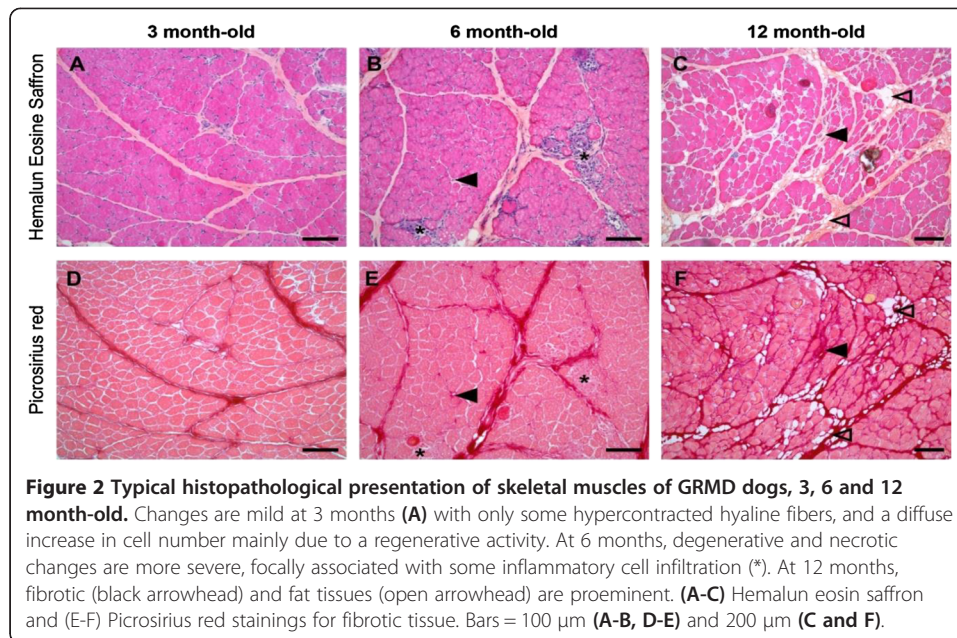 3 month-old 6 month-old 12 month-old
Hemalun Eosine Saffron
A B C
* *
Picrosirius red
D E F
* *
Figure 2 Typical histopathological presentation of skeletal muscles of GRMD dogs, 3, 6 and 12
month-old. Changes are mild at 3 months (A) with only some hypercontracted hyaline fibers, and a diffuse
increase in cell number mainly due to a regenerative activity. At 6 months, degenerative and necrotic
changes are more severe, focally associated with some inflammatory cell infiltration (*). At 12 months,
fibrotic (black arrowhead) and fat tissues (open arrowhead) are proeminent. (A-C) Hemalun eosin saffron
and (E-F) Picrosirius red stainings for fibrotic tissue. Bars = 100 μm (A-B, D-E) and 200 μm (C and F).